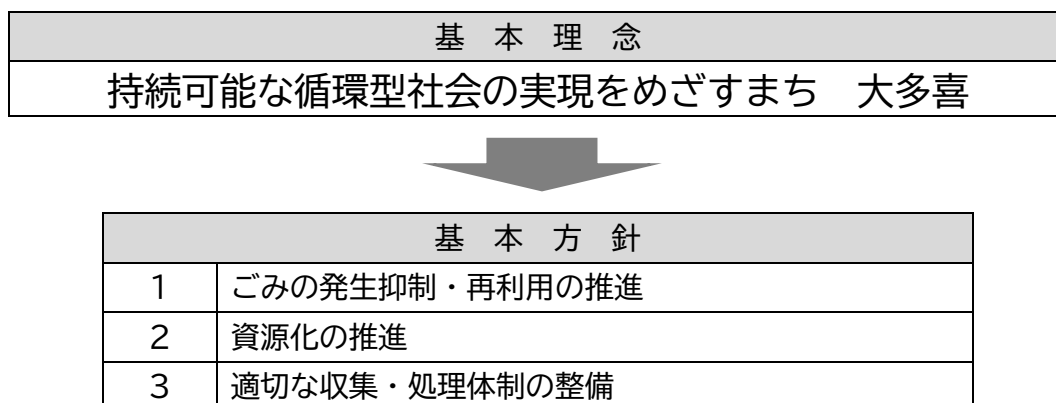 基 本 理 念
持続可能な循環型社会の実現をめざすまち　大多喜
基 本 方 針
1 ごみの発生抑制・再利用の推進
2 資源化の推進
3 適切な収集・処理体制の整備